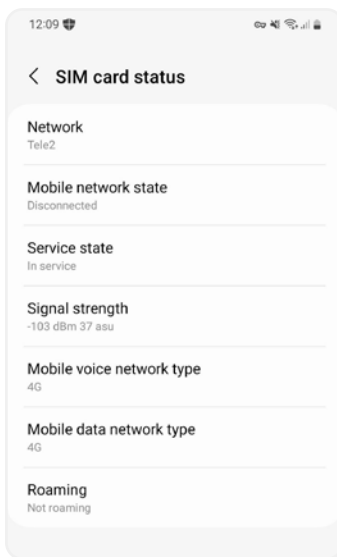 12:09
SIM card status
Network
Tele2
Mobile network state
Disconnected
Service state
In service
Signal strength
-103 dBm 37 asu
Mobile voice network type
4G
Mobile data network type
4G
Roaming
Not roaming